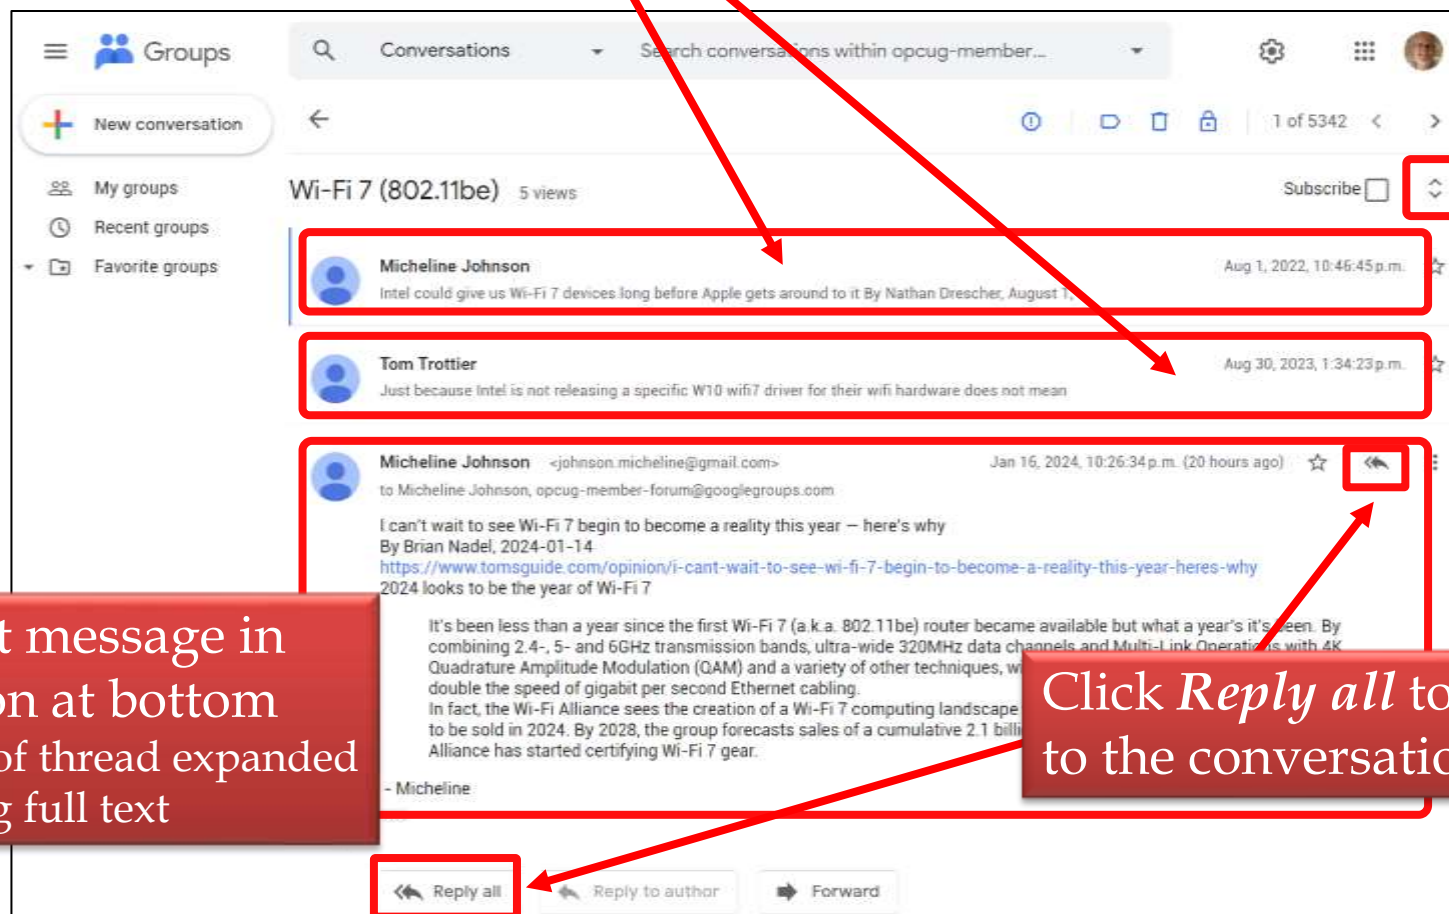 Groups
Conversations
Search conversations within opcug-member...
New conversation
1 of 5342
My groups
Recent groups
Favorite groups
Wi-Fi 7 (802.11be) 5 views
Subscribe
Micheline Johnson Aug 1, 2022, 10:46:45 p.m.
Intel could give us Wi-Fi 7 devices long before Apple gets around to it By Nathan Drescher, August 1,
Tom Trottier Aug 30, 2023, 1:34:23 p.m.
Just because Intel is not releasing a specific W10 wifi7 driver for their wifi hardware does not mean
Micheline Johnson <johnson.micheline@gmail.com> Jan 16, 2024, 10:26:34 p.m. (20 hours ago)
to Micheline Johnson, opcug-member-forum@googlegroups.com
I can't wait to see Wi-Fi 7 begin to become a reality this year — here's why
By Brian Nadel, 2024-01-14
https://www.tomsguide.com/opinion/i-cant-wait-to-see-wi-fi-7-begin-to-become-a-reality-this-year-heres-why
2024 looks to be the year of Wi-Fi 7
It's been less than a year since the first Wi-Fi 7 (a.k.a. 802.11be) router became available but what a year's it's been. By
combining 2.4-, 5- and 6GHz transmission bands, ultra-wide 320MHz data channels and Multi-Link Operations with 4K
Quadrature Amplitude Modulation (QAM) and a variety of other techniques,
double the speed of gigabit per second Ethernet cabling.
In fact, the Wi-Fi Alliance sees the creation of a Wi-Fi 7 computing landscape
to be sold in 2024. By 2028, the group forecasts sales of a cumulative 2.1
Alliance has started certifying Wi-Fi 7 gear.
- Micheline
message in
on at bottom
of thread expanded
g full text
Click Reply all to
to the conversatio
Reply all
Reply to author
Forward